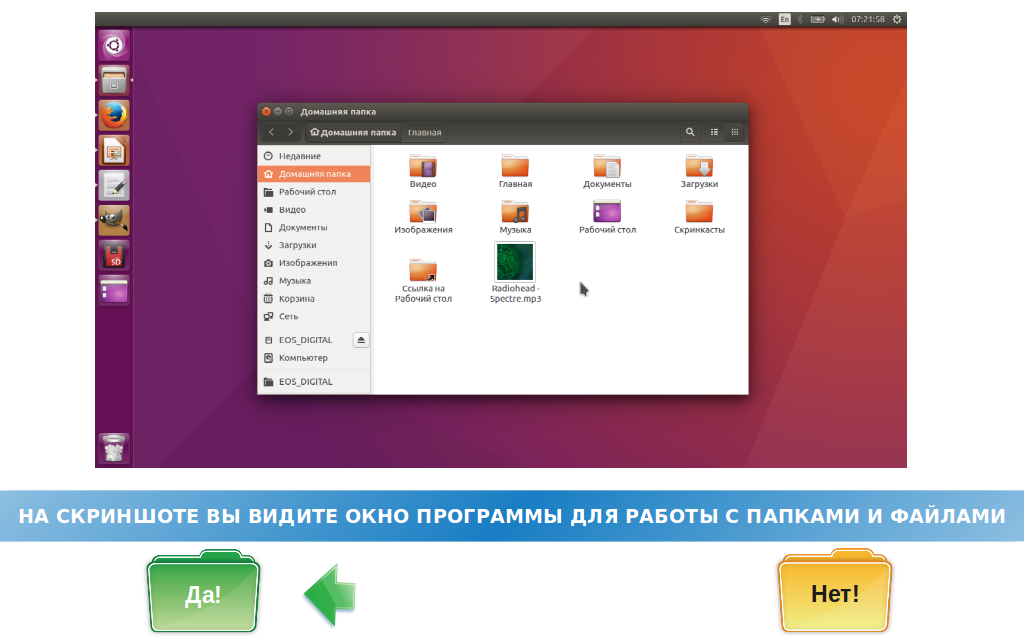 En
07:21:58
Домашняя папка
Домашняя папка Главная
Недавние
Домашняя папка
Рабочий стол
Видео
Документы
Загрузки
Изображения
Музыка
Корзина
Сеть
EOS_DIGITAL
Компьютер
EOS_DIGITAL
Видео Главная Документы Загрузки
Изображения Музыка Рабочий стол Скринкасты
Ссылка на
Рабочий стол
Radiohead -
Spectre.mp3
SD
НА СКРИНШОТЕ ВЫ ВИДИТЕ ОКНО ПРОГРАММЫ ДЛЯ РАБОТЫ С ПАПКАМИ И ФАЙЛАМИ
Да!
Нет!